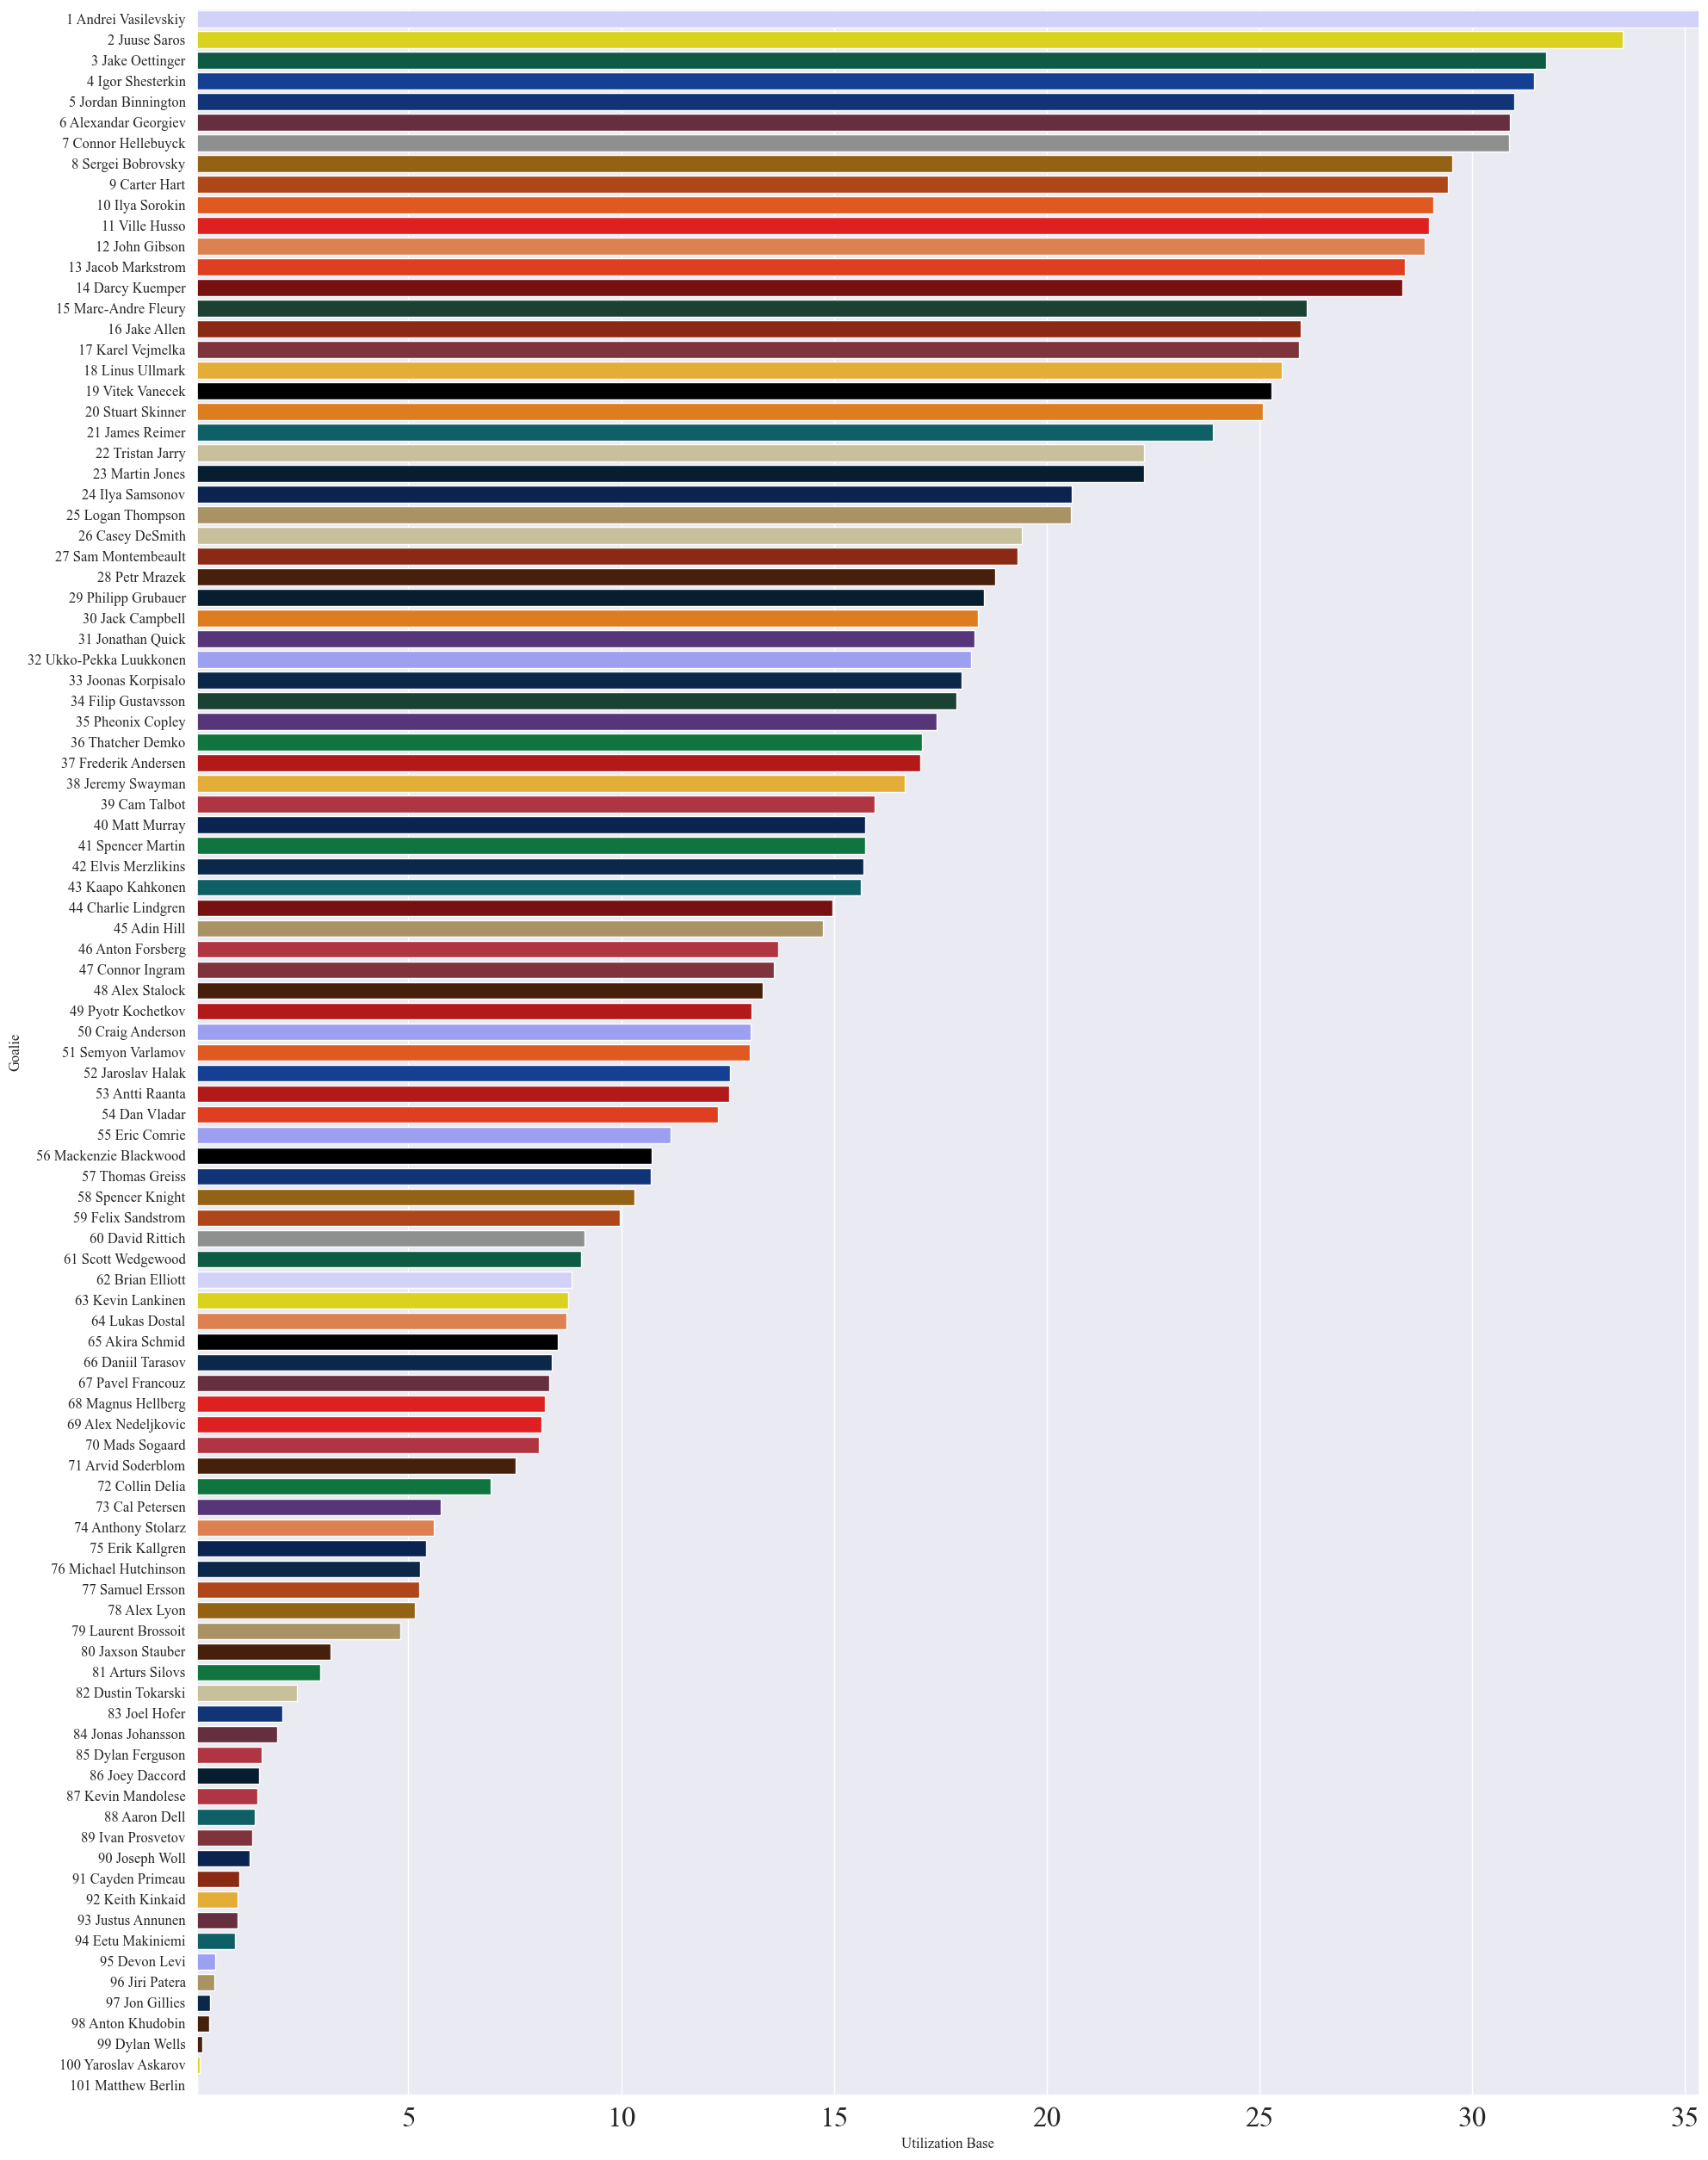 1 Andrei Vasilevskiy
2 Juuse Saros
3 Jake Oettinger
4 Igor Shesterkin
5 Jordan Binnington
6 Alexandar Georgiev
7 Connor Hellebuyck
8 Sergei Bobrovsky
9 Carter Hart
10 Ilya Sorokin
11 Ville Husso
12 John Gibson
13 Jacob Markstrom
14 Darcy Kuemper
15 Marc-Andre Fleury
16 Jake Allen
17 Karel Vejmelka
18 Linus Ullmark
19 Vitek Vanecek
20 Stuart Skinner
21 James Reimer
22 Tristan Jarry
23 Martin Jones
24 Ilya Samsonov
25 Logan Thompson
26 Casey DeSmith
27 Sam Montembeault
28 Petr Mrazek
29 Philipp Grubauer
30 Jack Campbell
31 Jonathan Quick
32 Ukko-Pekka Luukkonen
33 Joonas Korpisalo
34 Filip Gustavsson
35 Pheonix Copley
36 Thatcher Demko
37 Frederik Andersen
38 Jeremy Swayman
39 Cam Talbot
40 Matt Murray
41 Spencer Martin
42 Elvis Merzlikins
43 Kaapo Kahkonen
44 Charlie Lindgren
45 Adin Hill
46 Anton Forsberg
47 Connor Ingram
48 Alex Stalock
49 Pyotr Kochetkov
50 Craig Anderson
51 Semyon Varlamov
52 Jaroslav Halak
53 Antti Raanta
54 Dan Vladar
55 Eric Comrie
56 Mackenzie Blackwood
57 Thomas Greiss
58 Spencer Knight
59 Felix Sandstrom
60 David Rittich
61 Scott Wedgewood
62 Brian Elliott
63 Kevin Lankinen
64 Lukas Dostal
65 Akira Schmid
66 Daniil Tarasov
67 Pavel Francouz
68 Magnus Hellberg
69 Alex Nedeljkovic
70 Mads Sogaard
71 Arvid Soderblom
72 Collin Delia
73 Cal Petersen
74 Anthony Stolarz
75 Erik Kallgren
76 Michael Hutchinson
77 Samuel Ersson
78 Alex Lyon
79 Laurent Brossoit
80 Jaxson Stauber
81 Arturs Silovs
82 Dustin Tokarski
83 Joel Hofer
84 Jonas Johansson
85 Dylan Ferguson
86 Joey Daccord
87 Kevin Mandolese
88 Aaron Dell
89 Ivan Prosvetov
90 Joseph Woll
91 Cayden Primeau
92 Keith Kinkaid
93 Justus Annunen
94 Eetu Makiniemi
95 Devon Levi
96 Jiri Patera
97 Jon Gillies
98 Anton Khudobin
99 Dylan Wells
100 Yaroslav Askarov
101 Matthew Berlin
Goalie
5 10 15 20 25 30 35
Utilization Base